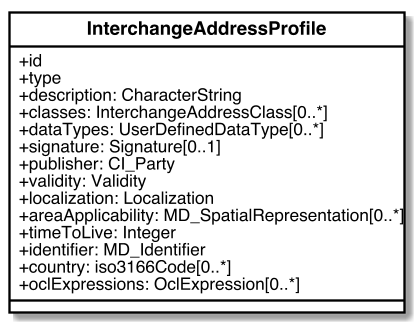 InterchangeAddressProfile
+id
+type
+description: CharacterString
+classes: InterchangeAddressClass[0..*]
+dataTypes: UserDefinedDataType[0..*]
+signature: Signature[0..1]
+publisher: CI_Party
+validity: Validity
+localization: Localization
+areaApplicability: MD_SpatialRepresentation[0..*]
+timeToLive: Integer
+identifier: MD_Identifier
+country: iso3166Code[0..*]
+oclExpressions: OclExpression[0..*]